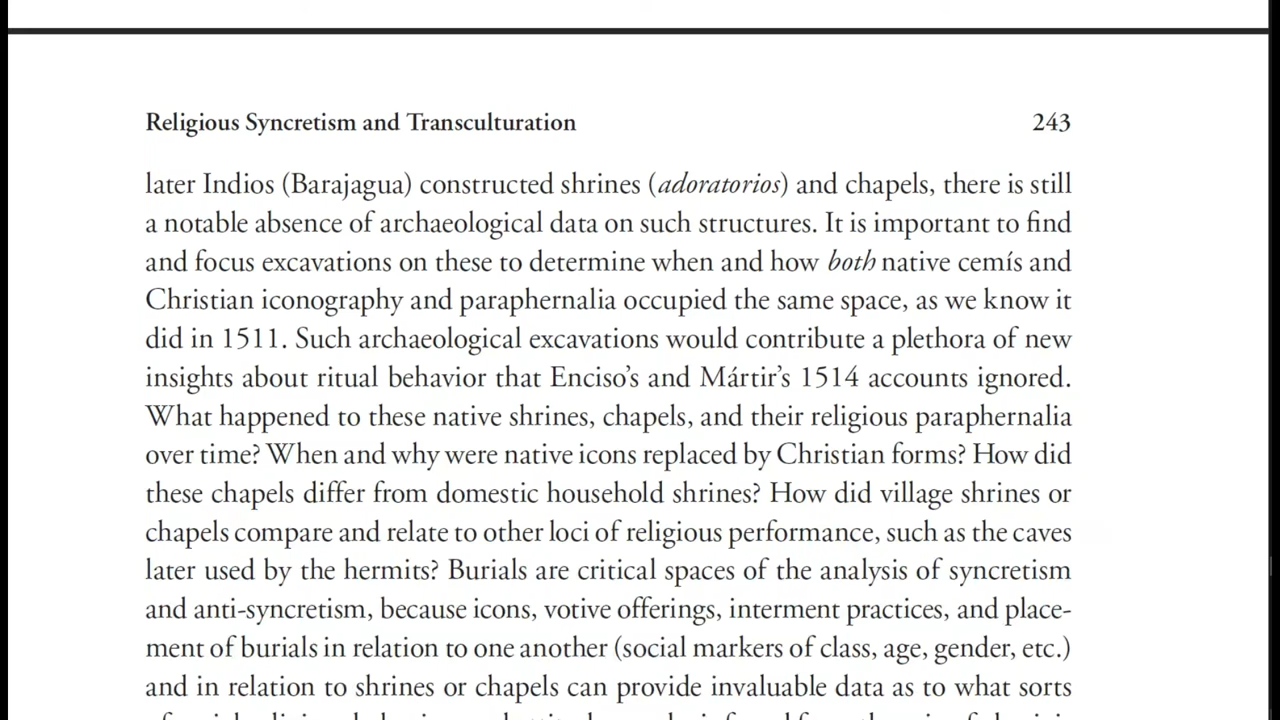 Religious Syncretism and Transculturation 243
later Indios (Barajagua) constructed shrines (adoratorios) and chapels, there is still
a notable absence of archaeological data on such structures. It is important to find
and focus excavations on these to determine when and how both native cemís and
Christian iconography and paraphernalia occupied the same space, as we know it
did in 1511. Such archaeological excavations would contribute a plethora of new
insights about ritual behavior that Enciso’s and Mártir’s 1514 accounts ignored.
What happened to these native shrines, chapels, and their religious paraphernalia
over time? When and why were native icons replaced by Christian forms? How did
these chapels differ from domestic household shrines? How did village shrines or
chapels compare and relate to other loci of religious performance, such as the caves
later used by the hermits? Burials are critical spaces of the analysis of syncretism
and anti-syncretism, because icons, votive offerings, interment practices, and place-
ment of burials in relation to one another (social markers of class, age, gender, etc.)
and in relation to shrines or chapels can provide invaluable data as to what sorts